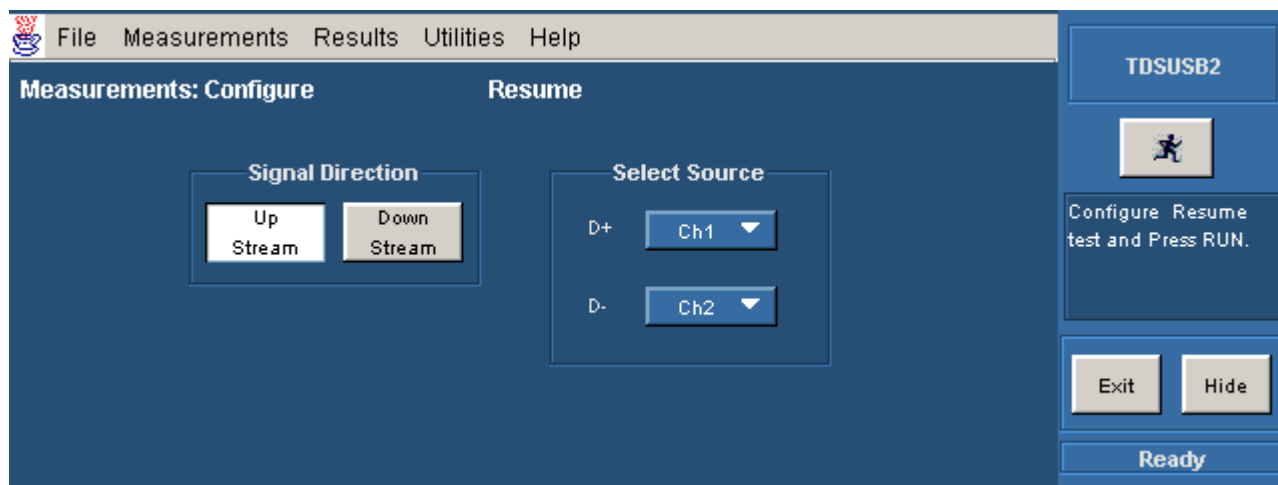 File Measurements Results Utilities Help
TDSUSB2
Measurements: Configure Resume
Signal Direction
Up Stream
Down Stream
Select Source
D+ Ch1
D- Ch2
Configure Resume
test and Press RUN.
Exit Hide
Ready